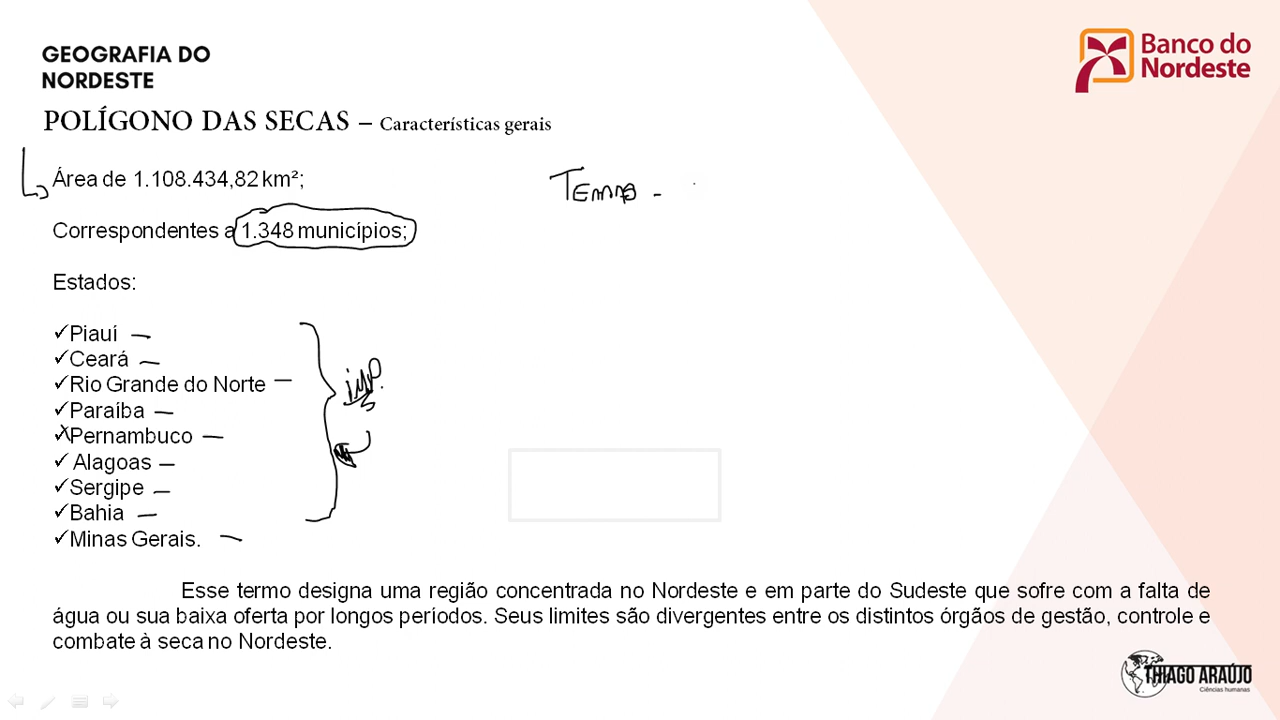 GEOGRAFIA DO
NORDESTE
Banco do
Nordeste
POLÍGONO DAS SECAS – Características gerais
Área de 1.108.434,82 km²;
Correspondentes a 1.348 municípios;
Estados:
✓Piauí
✓Ceará
✓Rio Grande do Norte
✓Paraíba
✓Pernambuco
✓Alagoas
✓Sergipe
✓Bahia
✓Minas Gerais.
Esse termo designa uma região concentrada no Nordeste e em parte do Sudeste que sofre com a falta de
água ou sua baixa oferta por longos períodos. Seus limites são divergentes entre os distintos órgãos de gestão, controle e
combate à seca no Nordeste.
THIAGO ARAÚJO
Ciências humanas